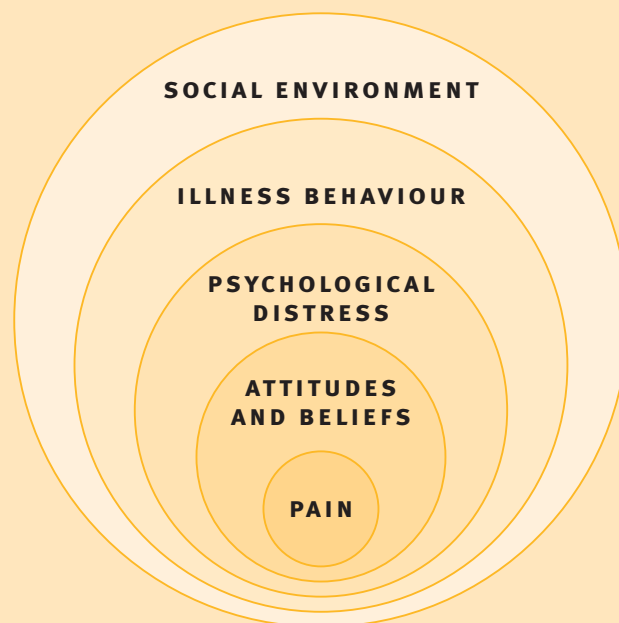 SOCIAL ENVIRONMENT
ILLNESS BEHAVIOUR
PSYCHOLOGICAL
DISTRESS
ATTITUDES
AND BELIEFS
PAIN